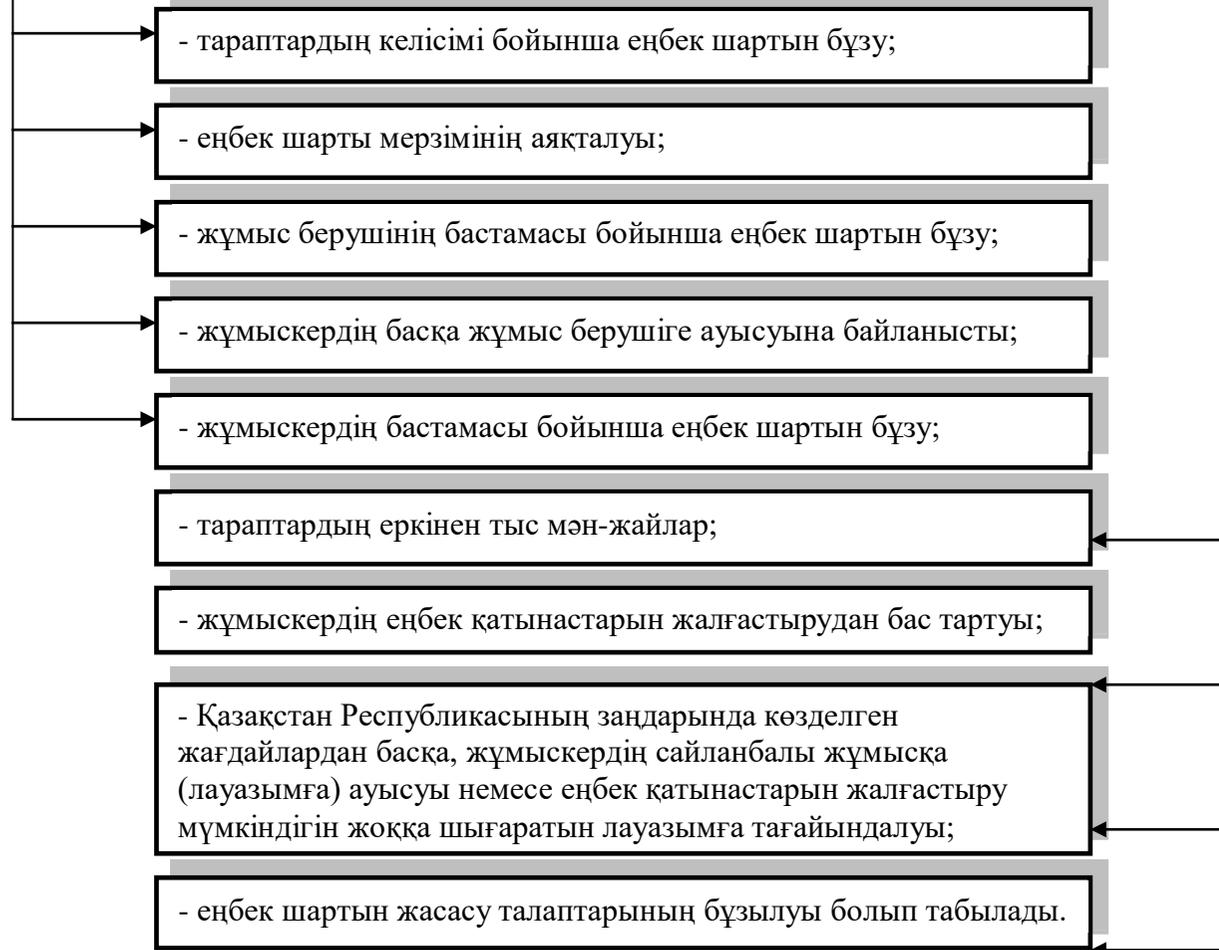 - тараптардың келісімі бойынша еңбек шартын бұзу;
- еңбек шарты мерзімінің аяқталуы;
- жұмыс берушінің бастамасы бойынша еңбек шартын бұзу;
- жұмыскердің басқа жұмыс берушіге ауысуына байланысты;
- жұмыскердің бастамасы бойынша еңбек шартын бұзу;
- тараптардың еркінен тыс мән-жайлар;
- жұмыскердің еңбек қатынастарын жалғастырудан бас тартуы;
- Қазақстан Республикасының заңдарында көзделген
жағдайлардан басқа, жұмыскердің сайланбалы жұмысқа
(лауазымға) ауысуы немесе еңбек қатынастарын жалғастыру
мүмкіндігін жоққа шығаратын лауазымға тағайындалуы;
- еңбек шартын жасасу талаптарының бұзылуы болып табылады.